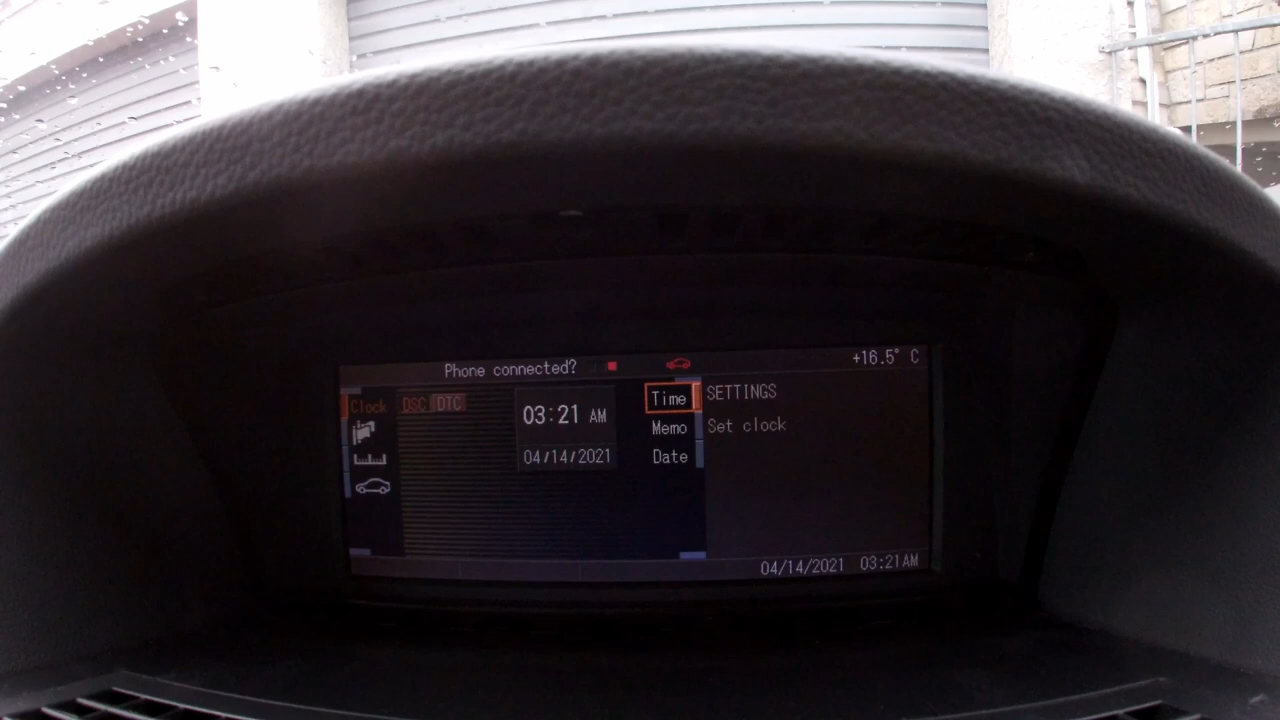 Phone connected?
+16.5° C
Clock
DSC DTC
03:21 AM
04/14/2021
Time
Memo
Date
SETTINGS
Set clock
04/14/2021 03:21AM